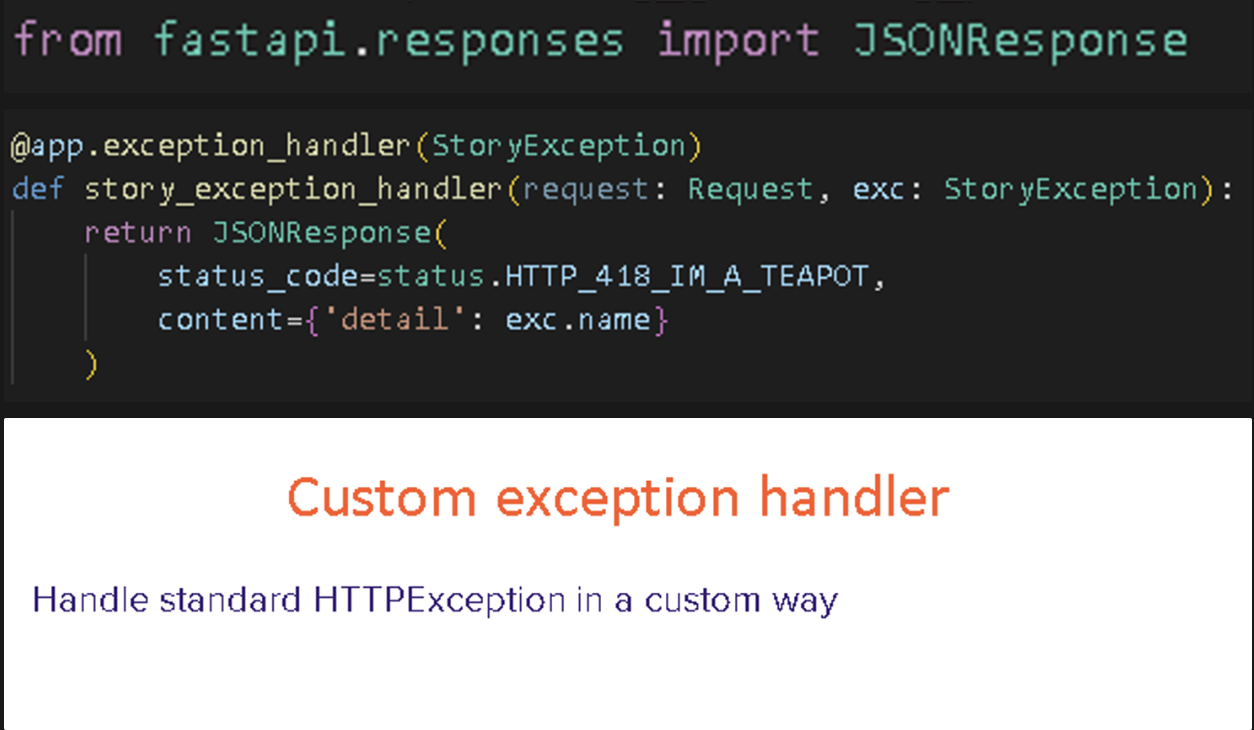 from fastapi.responses import JSONResponse
@app.exception_handler(StoryException)
def story_exception_handler(request: Request, exc: StoryException):
    return JSONResponse(
        status_code=status.HTTP_418_IM_A_TEAPOT,
        content={'detail': exc.name}
    )
Custom exception handler
Handle standard HTTPException in a custom way